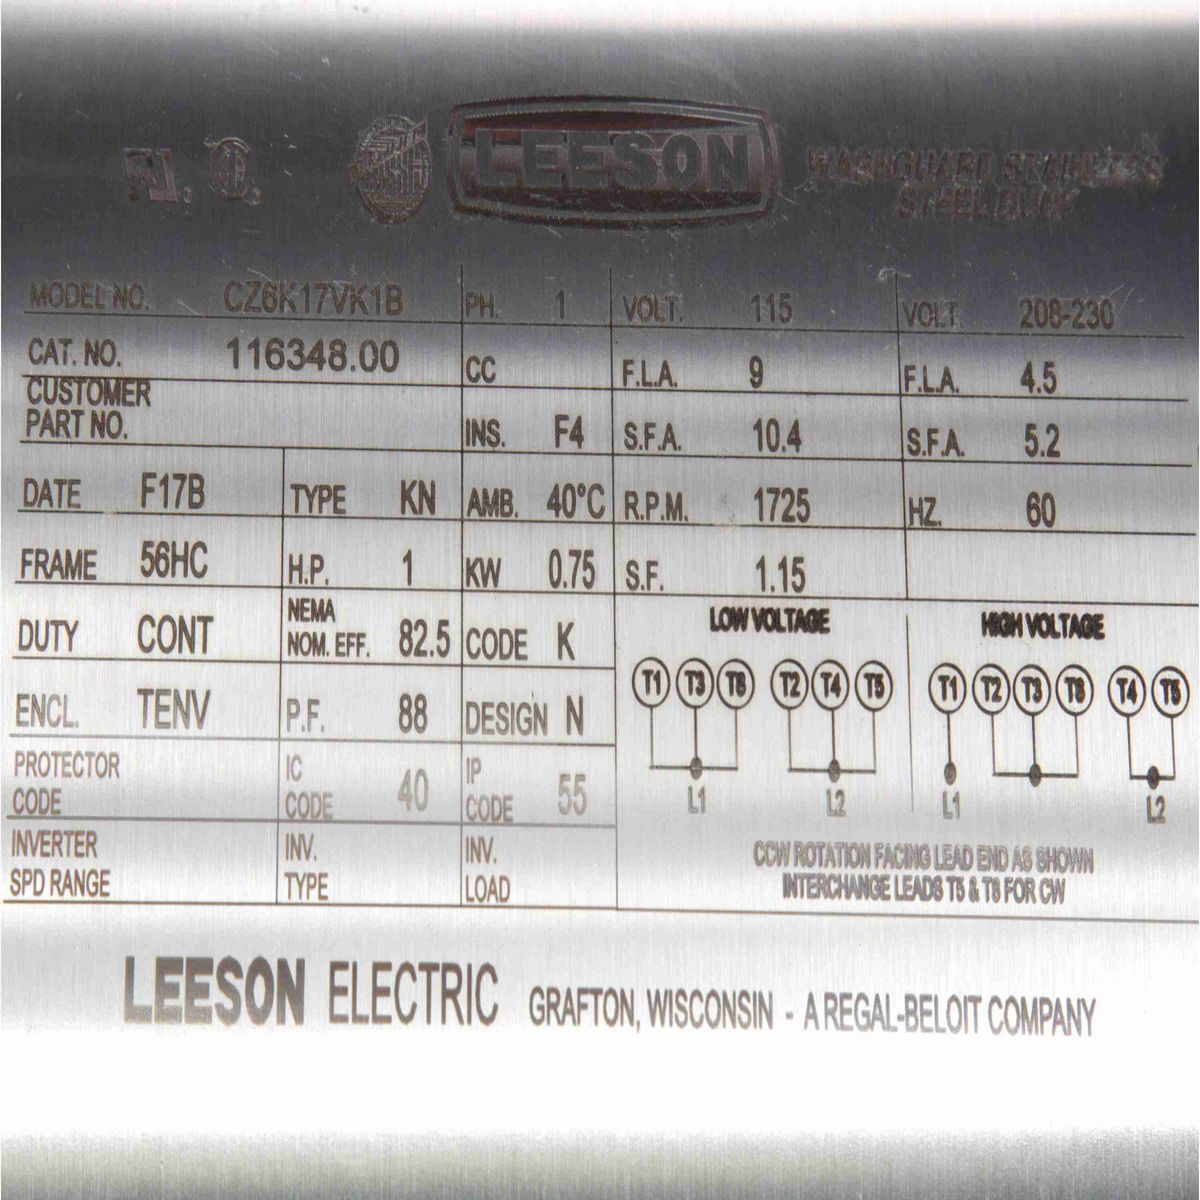 LEESON
WASHGUARD STAINLESS
STEEL DUCK
MODEL NO. CZ6K17VK1B PH. 1 VOLT. 115 VOLT. 208-230
CAT. NO. 116348.00 CC F.L.A. 9 F.L.A. 4.5
CUSTOMER
PART NO. INS. F4 S.F.A. 10.4 S.F.A. 5.2
DATE F17B TYPE KN AMB. 40°C R.P.M. 1725 HZ. 60
FRAME 56HC H.P. 1 KW 0.75 S.F. 1.15
DUTY CONT NEMA
NOM. EFF. 82.5 CODE K
ENCL. TENV P.F. 88 DESIGN N
PROTECTOR
CODE IC
CODE 40 IP
CODE 55
INVERTER
SPD RANGE INV.
TYPE INV.
LOAD
LOW VOLTAGE HIGH VOLTAGE
T1 T3 T8 T2 T4 T5 T1 T2 T3 T8 T4 T5
L1 L2 L1 L2
CCW ROTATION FACING LEAD END AS SHOWN
INTERCHANGE LEADS T5 & T8 FOR CW
LEESON ELECTRIC GRAFTON, WISCONSIN - A REGAL-BELOIT COMPANY